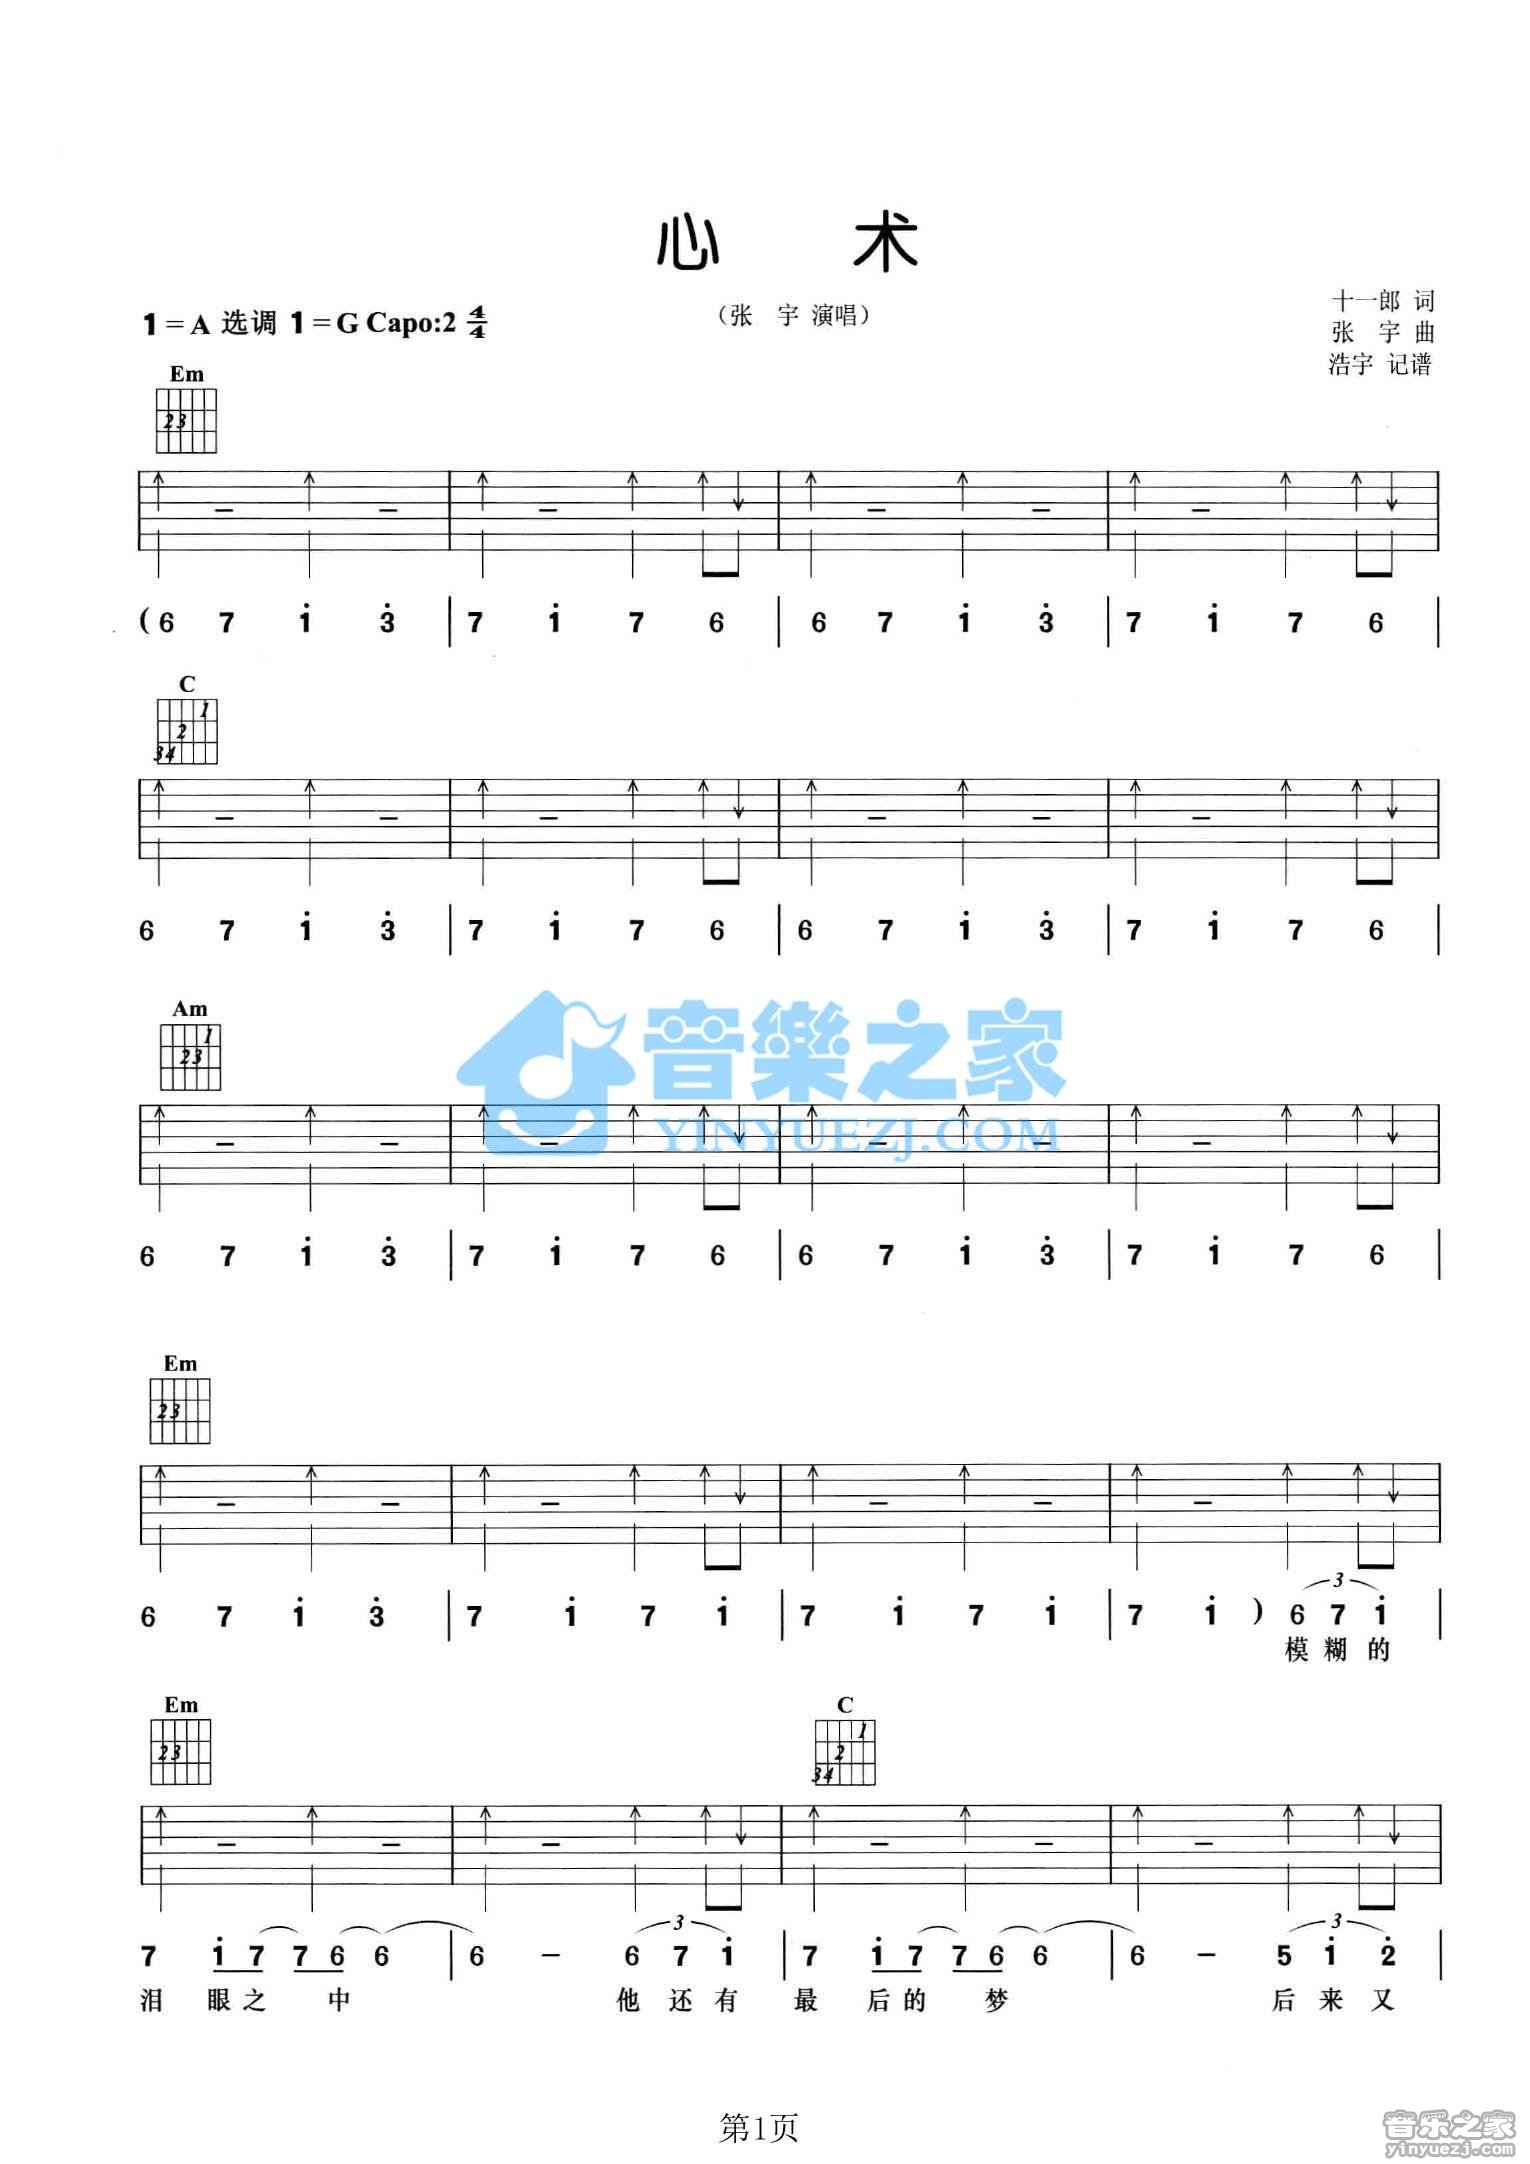 心 术
1=A 选调 1=G Capo:2 4/4
（张 宇 演唱）
十一郎 词
张 宇 曲
浩宇 记谱
Em
23
(6 7 i 3̇ | 7 i 7 6 | 6 7 i 3̇ | 7 i 7 6 |
C
1
2
34
6 7 i 3̇ | 7 i 7 6 | 6 7 i 3̇ | 7 i 7 6 |
音樂之家
YINYUEZJ.COM
Am
1
23
6 7 i 3̇ | 7 i 7 6 | 6 7 i 3̇ | 7 i 7 6 |
Em
23
3
6 7 i 3̇ | 7 i 7 i | 7 i 7 i | 7 i ) 6 7 i |
模糊的
Em C
23
1
2
34
3 3
7 i 7 7 6 6 | 6 – 6 7 i | 7 i 7 7 6 6 | 6 – 5 i 2̇ |
泪 眼之 中 他还有 最 后的 梦 后来又
第1页
音乐之家
yinyuezj.com